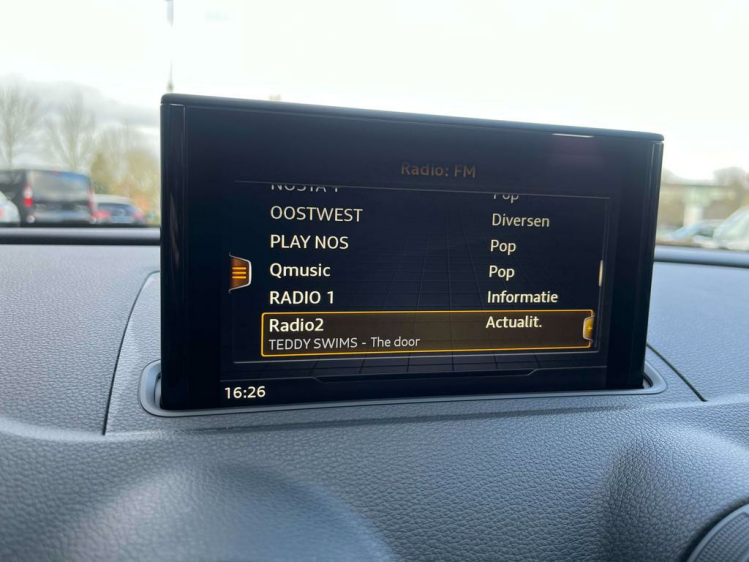 Radio: FM
Pop
OOSTWEST Diversen
PLAY NOS Pop
Qmusic Pop
RADIO 1 Informatie
Radio2 Actualit.
TEDDY SWIMS - The door
16:26